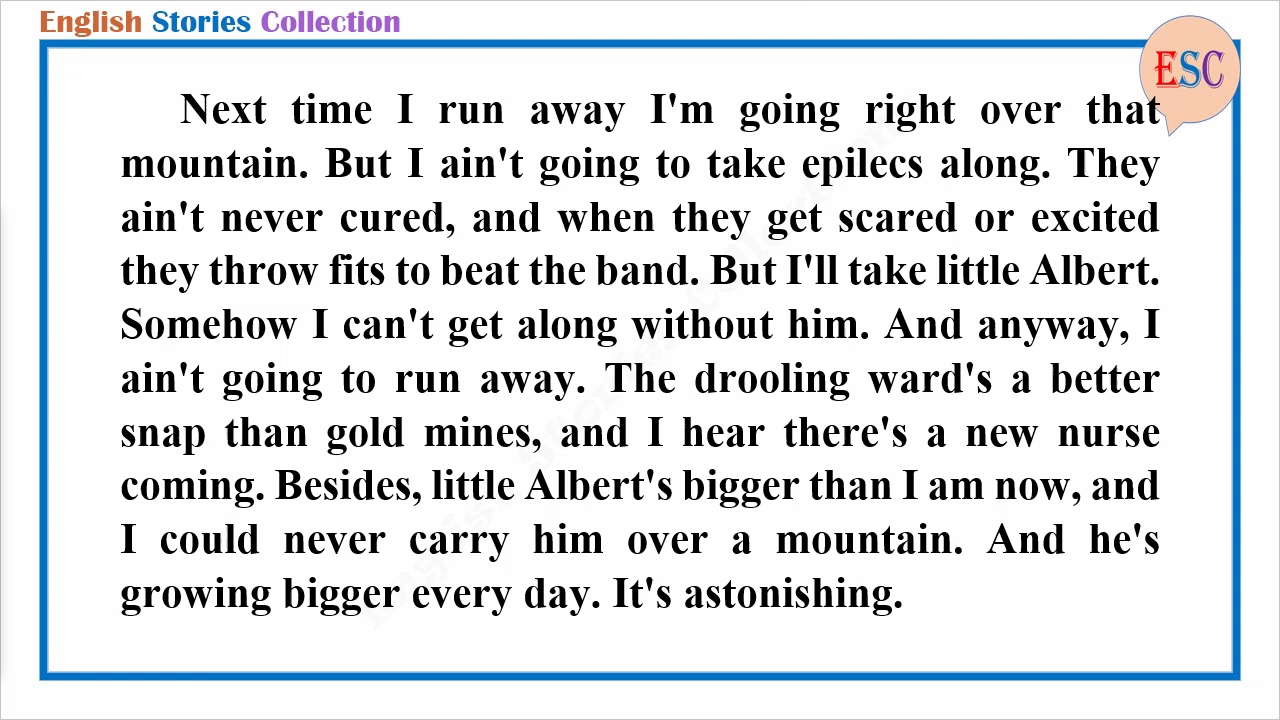 English Stories Collection
ESC
Next time I run away I'm going right over that
mountain. But I ain't going to take epilecs along. They
ain't never cured, and when they get scared or excited
they throw fits to beat the band. But I'll take little Albert.
Somehow I can't get along without him. And anyway, I
ain't going to run away. The drooling ward's a better
snap than gold mines, and I hear there's a new nurse
coming. Besides, little Albert's bigger than I am now, and
I could never carry him over a mountain. And he's
growing bigger every day. It's astonishing.
English Stories Collection